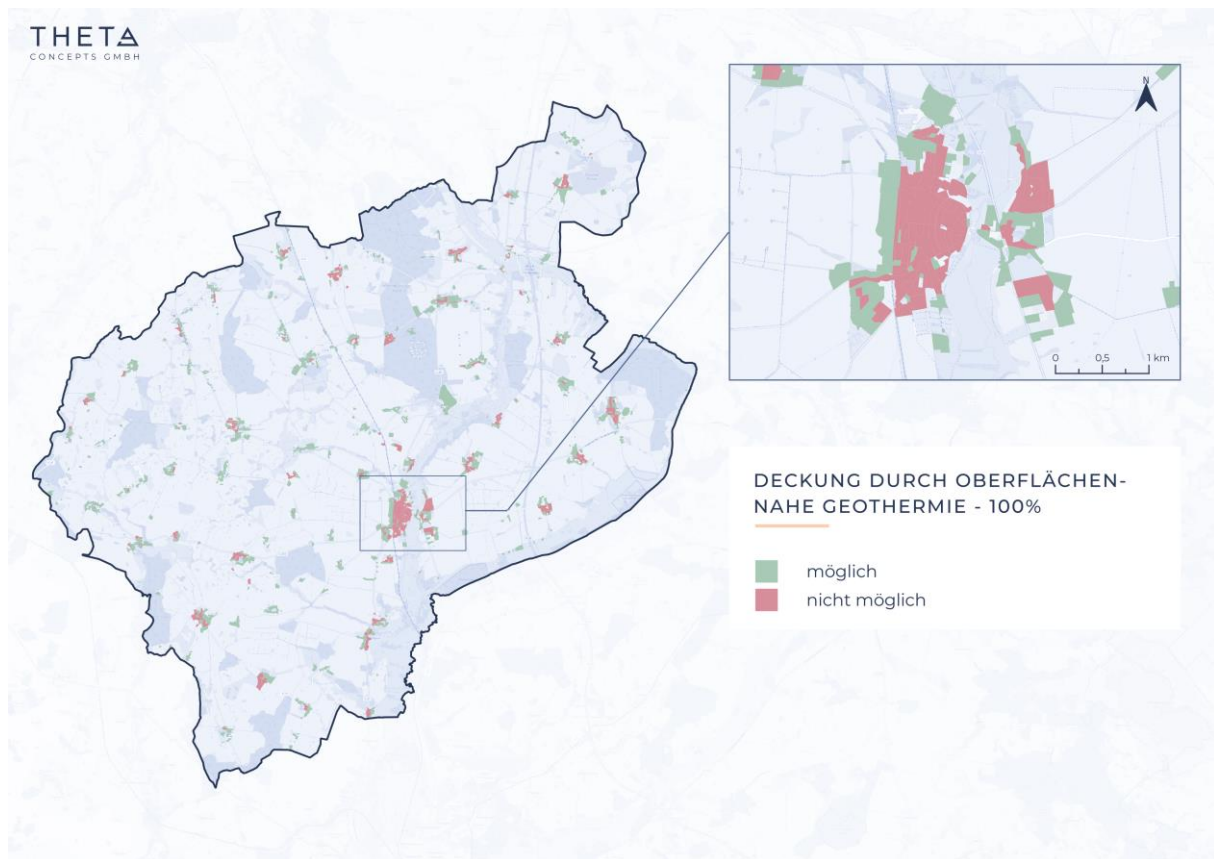 THETA
CONCEPTS GMBH
N
0 0,5 1 km
DECKUNG DURCH OBERFLÄCHEN-
NAHE GEOTHERMIE - 100%
möglich
nicht möglich